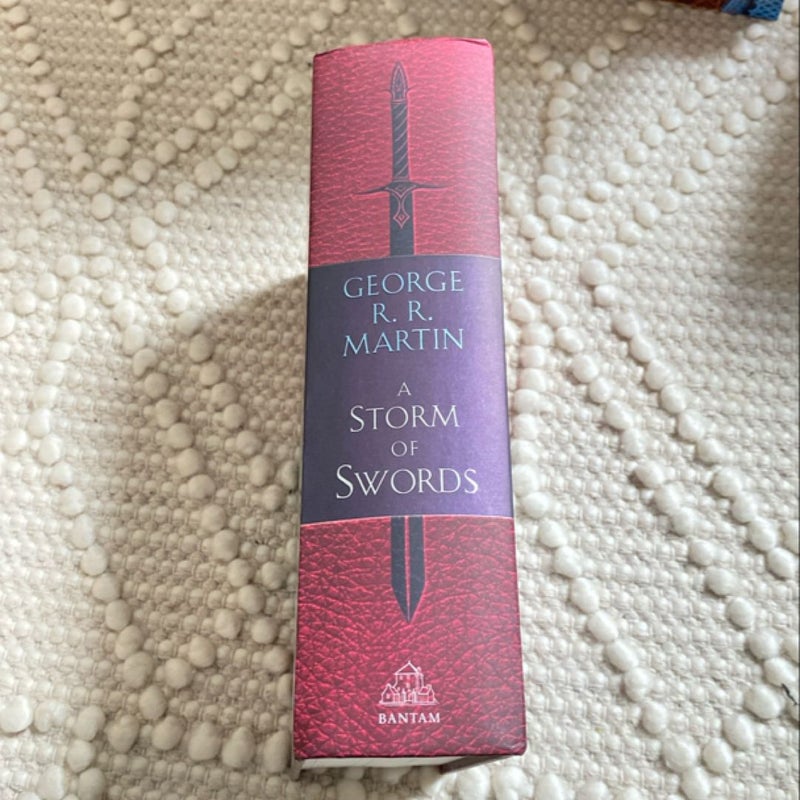 GEORGE
R. R.
MARTIN
A
STORM
OF
SWORDS
BANTAM